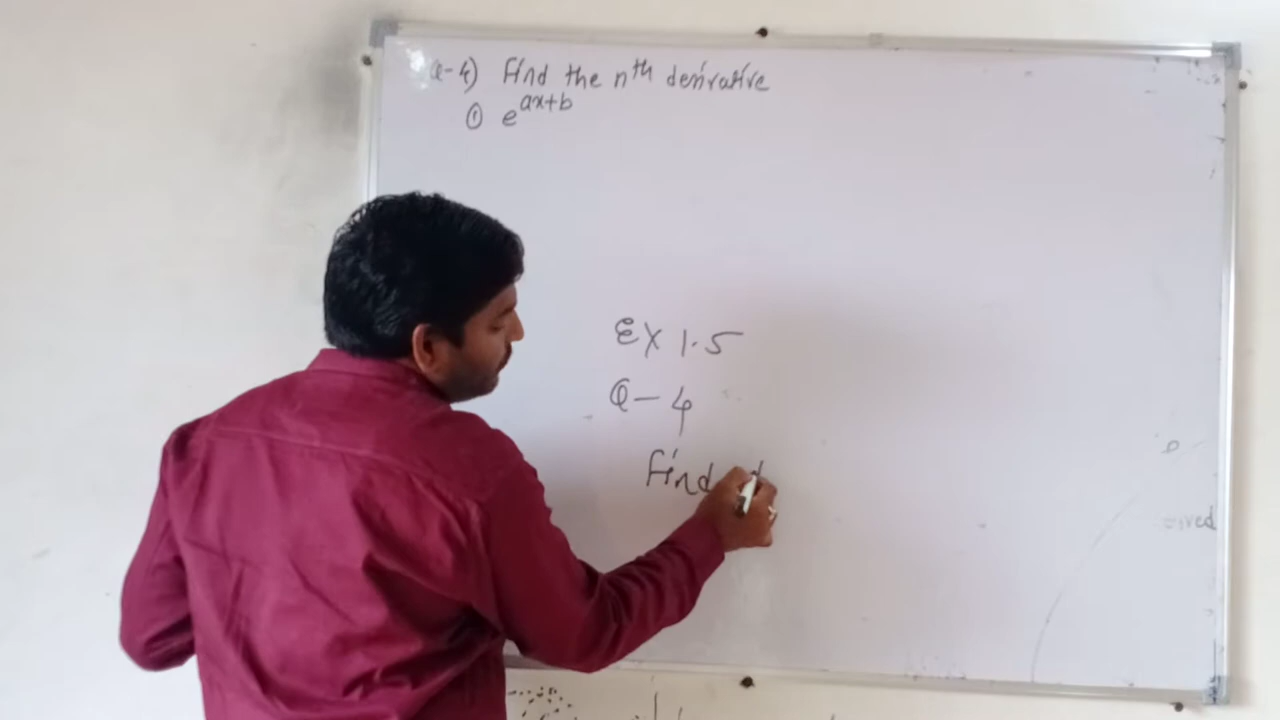 Q-4) Find the nth derivative
① e^ax+b
Ex 1.5
Q-4
Find